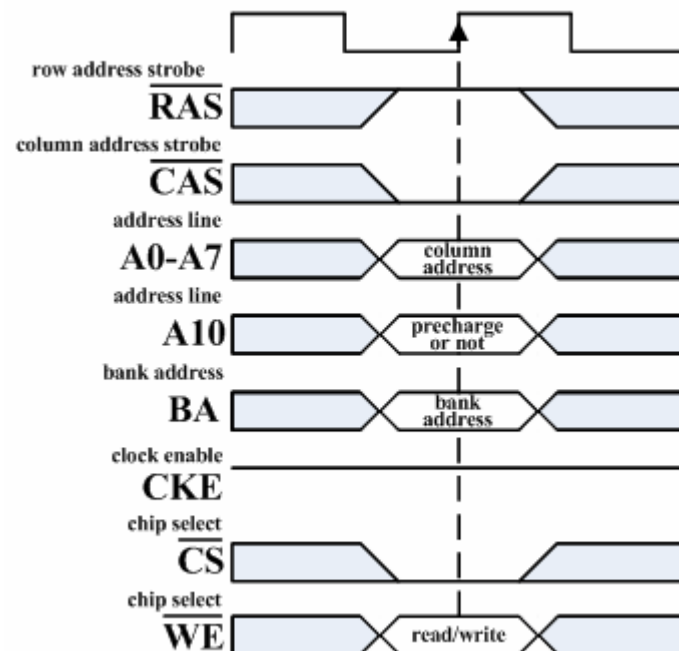 row address strobe
RAS
column address strobe
CAS
address line
A0-A7
column
address
address line
A10
precharge
or not
bank address
BA
bank
address
clock enable
CKE
chip select
CS
chip select
WE
read/write